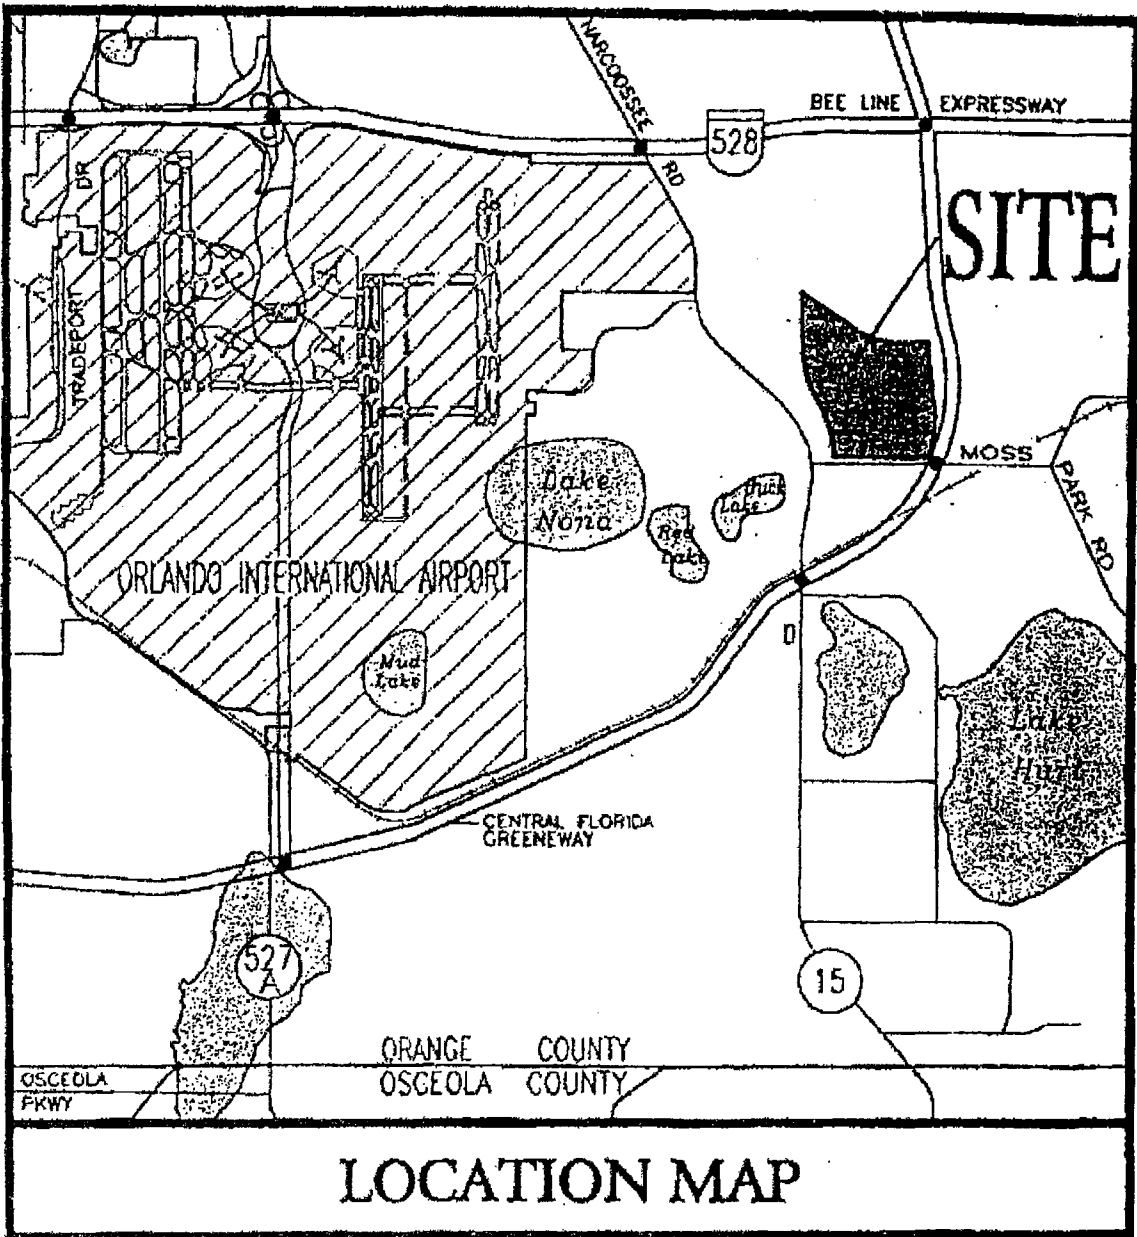 NARCOOSSEE
RD
BEE LINE EXPRESSWAY
528
SITE
DR
TRADEPORT
MOSS
PARK RD
Lake
Nona
Red
Lake
Buck
Lake
ORLANDO INTERNATIONAL AIRPORT
Mud
Lake
Lake
Hart
CENTRAL FLORIDA
GREENEWAY
527
A
15
ORANGE COUNTY
OSCEOLA COUNTY
OSCEOLA
PKWY
LOCATION MAP